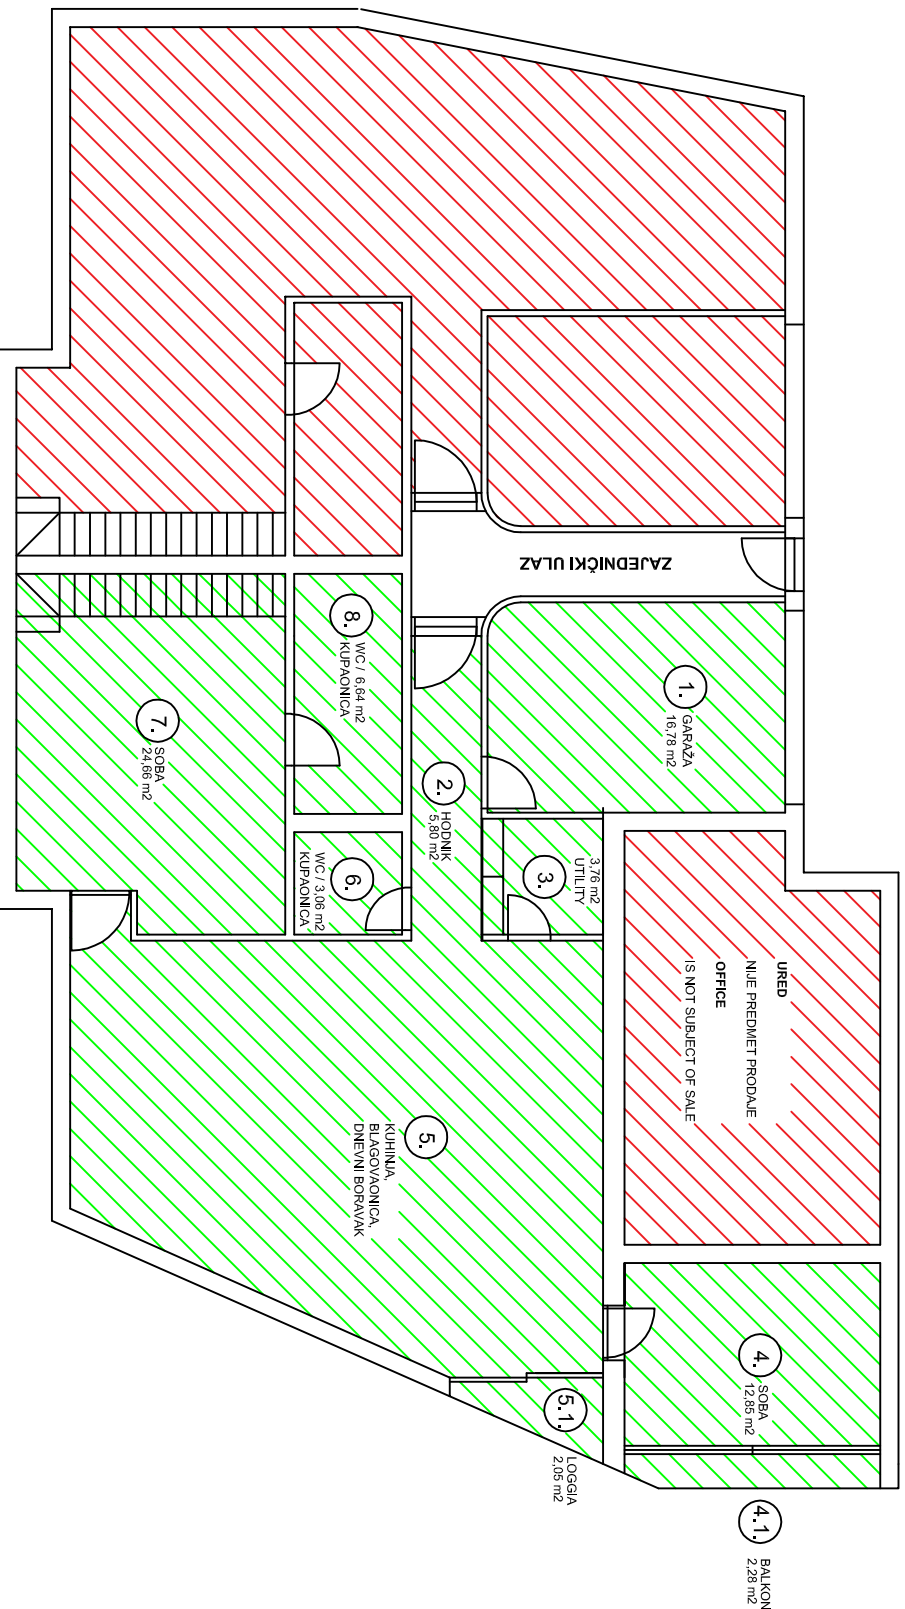 ZAJEDNIČKI ULAZ
1.
GARAŽA
16,78 m2
2.
HODNIK
5,80 m2
3.
3,76 m2
UTILITY
4.
SOBA
12,85 m2
4.1.
BALKON
2,28 m2
5.
KUHINJA,
BLAGOVAONICA,
DNEVNI BORAVAK
5.1.
LOGGIA
2,05 m2
6.
WC / 3,06 m2
KUPAONICA
7.
SOBA
24,66 m2
8.
WC / 6,64 m2
KUPAONICA
URED
NIJE PREDMET PRODAJE
OFFICE
IS NOT SUBJECT OF SALE